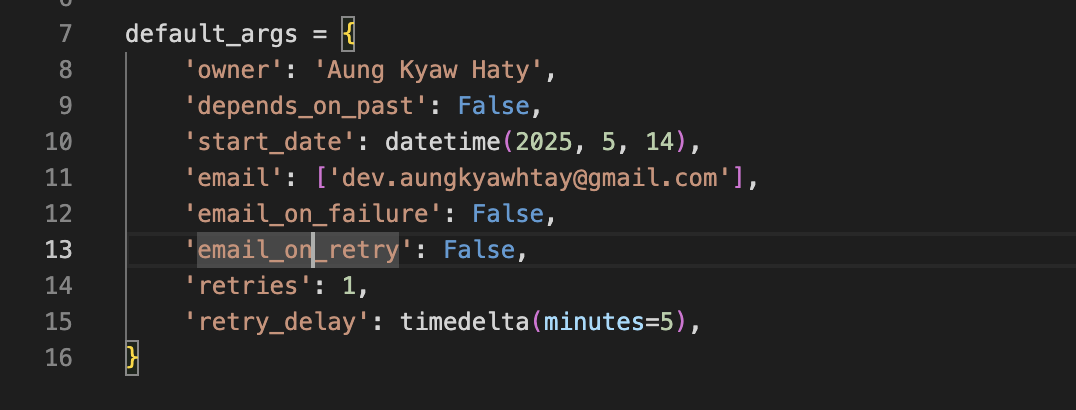 7 default_args = {
8 'owner': 'Aung Kyaw Haty',
9 'depends_on_past': False,
10 'start_date': datetime(2025, 5, 14),
11 'email': ['dev.aungkyawhtay@gmail.com'],
12 'email_on_failure': False,
13 'email_on_retry': False,
14 'retries': 1,
15 'retry_delay': timedelta(minutes=5),
16 }